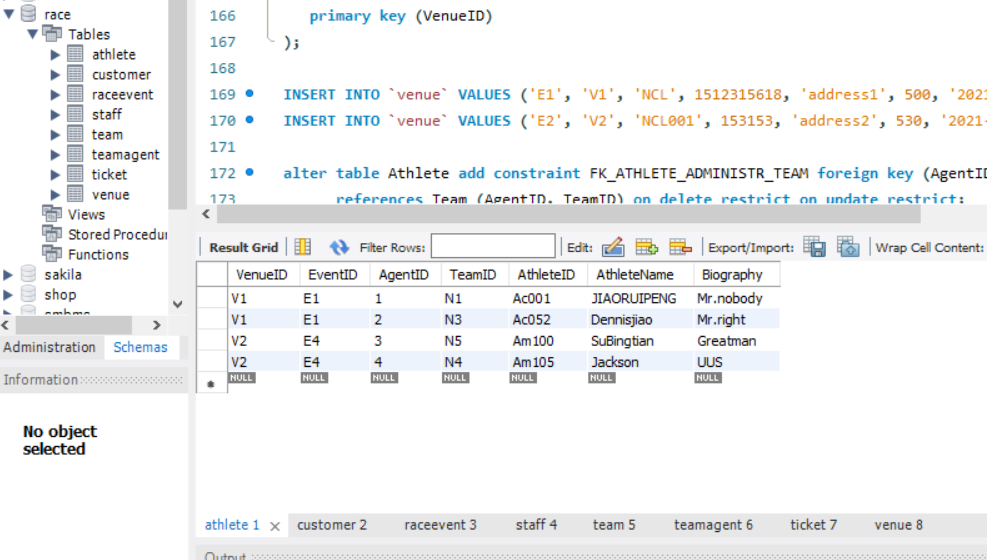 race
Tables
athlete
customer
raceevent
staff
team
teamagent
ticket
venue
Views
Stored Procedur
Functions
sakila
shop
Administration Schemas
Information
No object
selected
166 primary key (VenueID)
167 );
168
169 INSERT INTO `venue` VALUES ('E1', 'V1', 'NCL', 1512315618, 'address1', 500, '2021
170 INSERT INTO `venue` VALUES ('E2', 'V2', 'NCL001', 153153, 'address2', 530, '2021-
171
172 alter table Athlete add constraint FK_ATHLETE_ADMINISTR_TEAM foreign key (AgentID
173 references Team (AgentID, TeamID) on delete restrict on update restrict;
Result Grid Filter Rows: Edit: Export/Import: Wrap Cell Content:
VenueID EventID AgentID TeamID AthleteID AthleteName Biography
V1 E1 1 N1 Ac001 JIAORUIPENG Mr.nobody
V1 E1 2 N3 Ac052 Dennisjiao Mr.right
V2 E4 3 N5 Am100 SuBingtian Greatman
V2 E4 4 N4 Am105 Jackson UUS
NULL NULL NULL NULL NULL NULL NULL
athlete 1 customer 2 raceevent 3 staff 4 team 5 teamagent 6 ticket 7 venue 8
Output